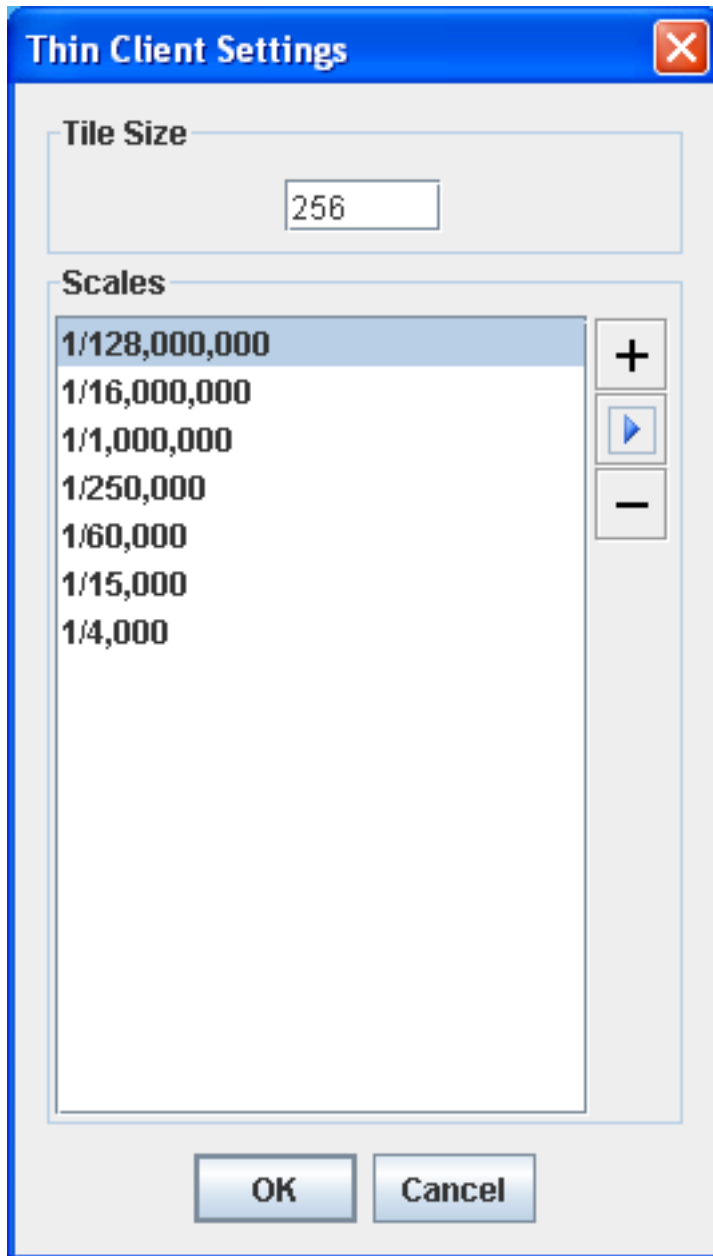 Thin Client Settings
Tile Size
256
Scales
1/128,000,000
1/16,000,000
1/1,000,000
1/250,000
1/60,000
1/15,000
1/4,000
+
−
OK Cancel